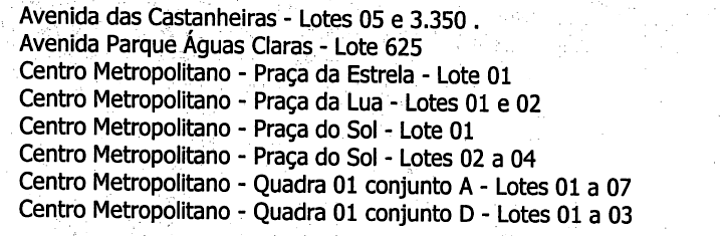 Avenida das Castanheiras - Lotes 05 e 3.350 .
Avenida Parque Águas Claras - Lote 625
Centro Metropolitano - Praça da Estrela - Lote 01
Centro Metropolitano - Praça da Lua - Lotes 01 e 02
Centro Metropolitano - Praça do Sol - Lote 01
Centro Metropolitano - Praça do Sol - Lotes 02 a 04
Centro Metropolitano - Quadra 01 conjunto A - Lotes 01 a 07
Centro Metropolitano - Quadra 01 conjunto D - Lotes 01 a 03